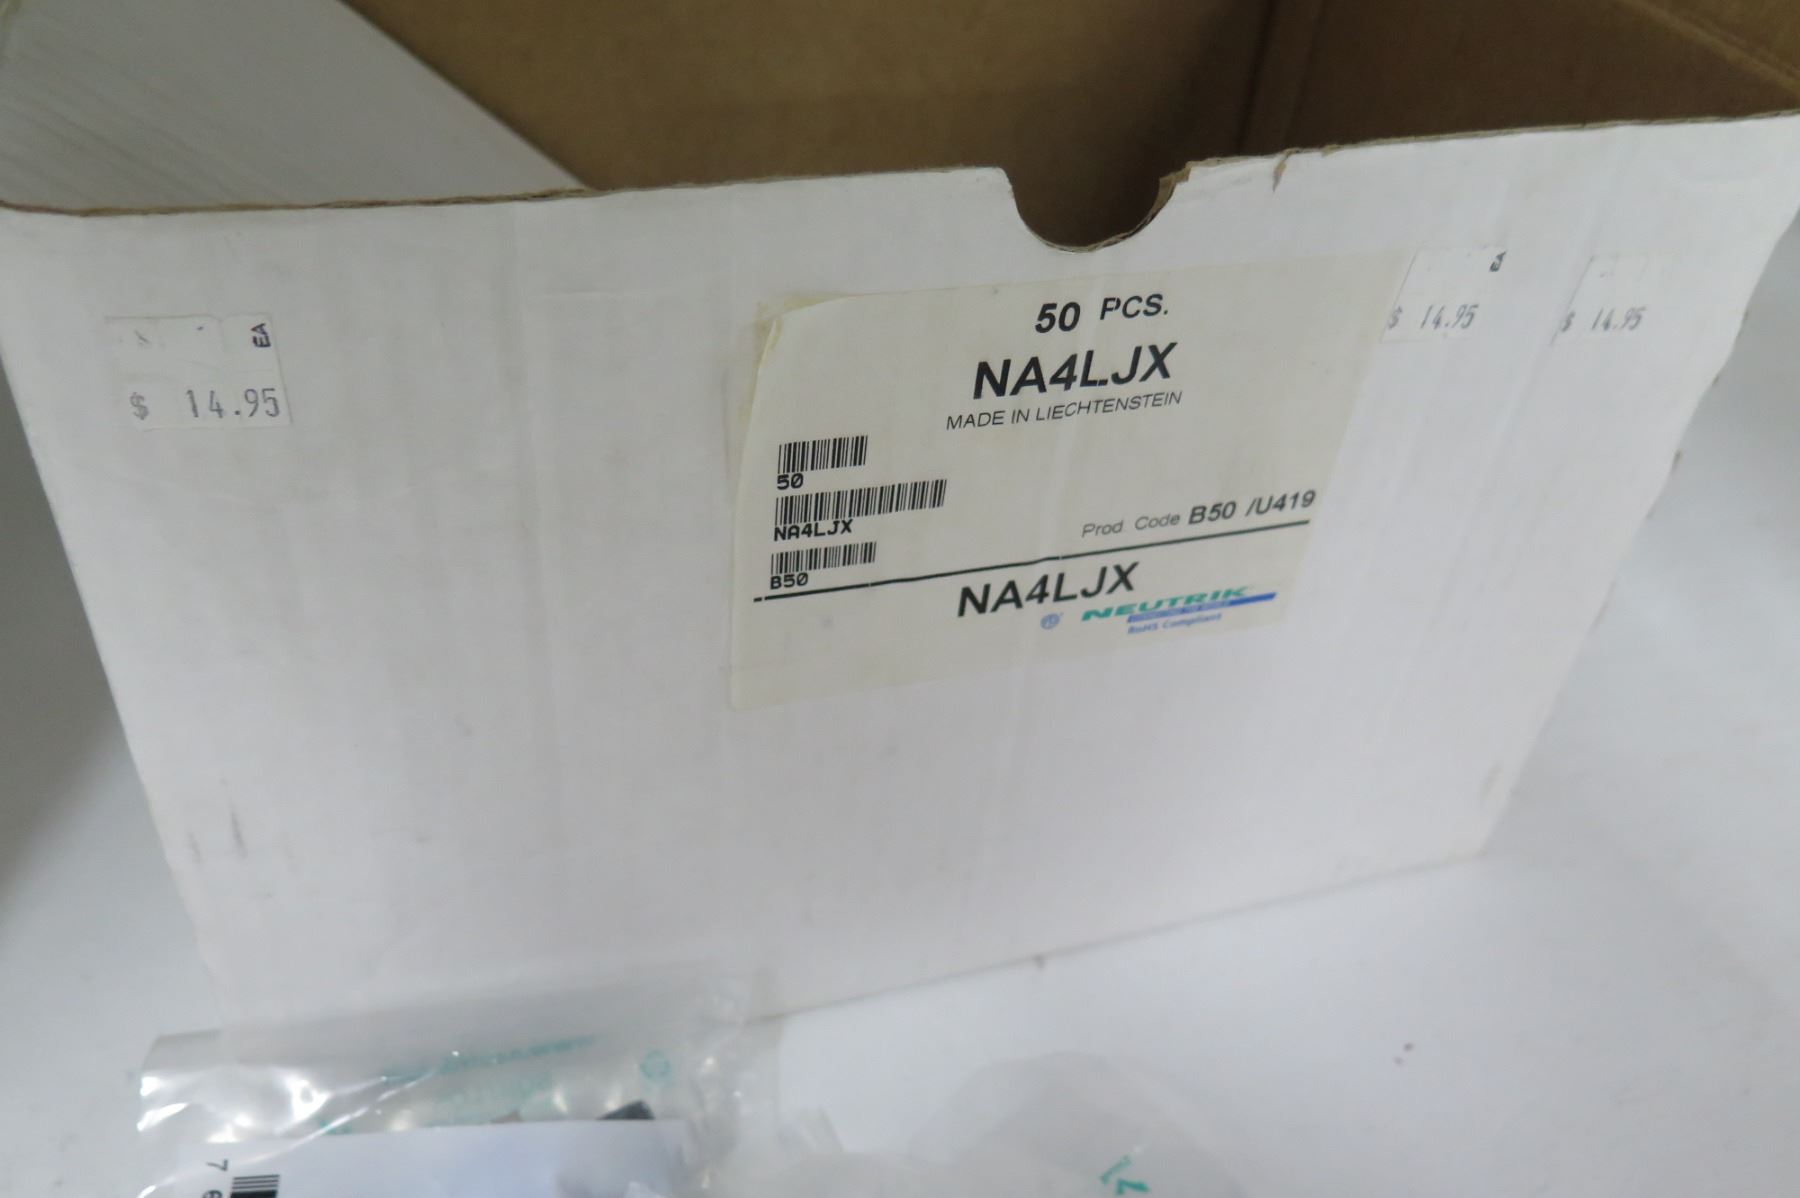 EA
$ 14.95
50 PCS.
NA4LJX
MADE IN LIECHTENSTEIN
50
NA4LJX
B50
Prod. Code B50 /U419
NA4LJX
NEUTRIK
RoHS Compliant
$ 14.95
$ 14.95
7